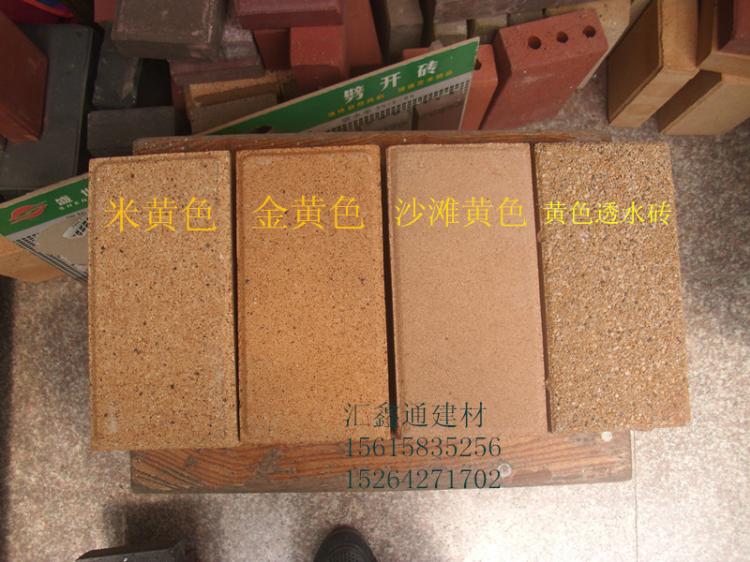 劈开砖
米黄色
金黄色
沙滩黄色
黄色透水砖
汇鑫通建材
15615835256
15264271702